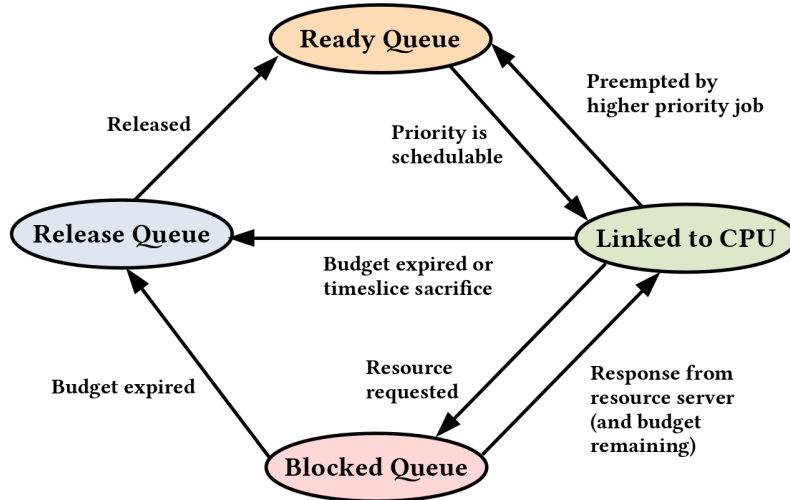 Ready Queue
Preempted by
higher priority job
Released
Priority is
schedulable
Release Queue
Linked to CPU
Budget expired or
timeslice sacrifice
Resource
requested
Budget expired
Response from
resource server
(and budget
remaining)
Blocked Queue